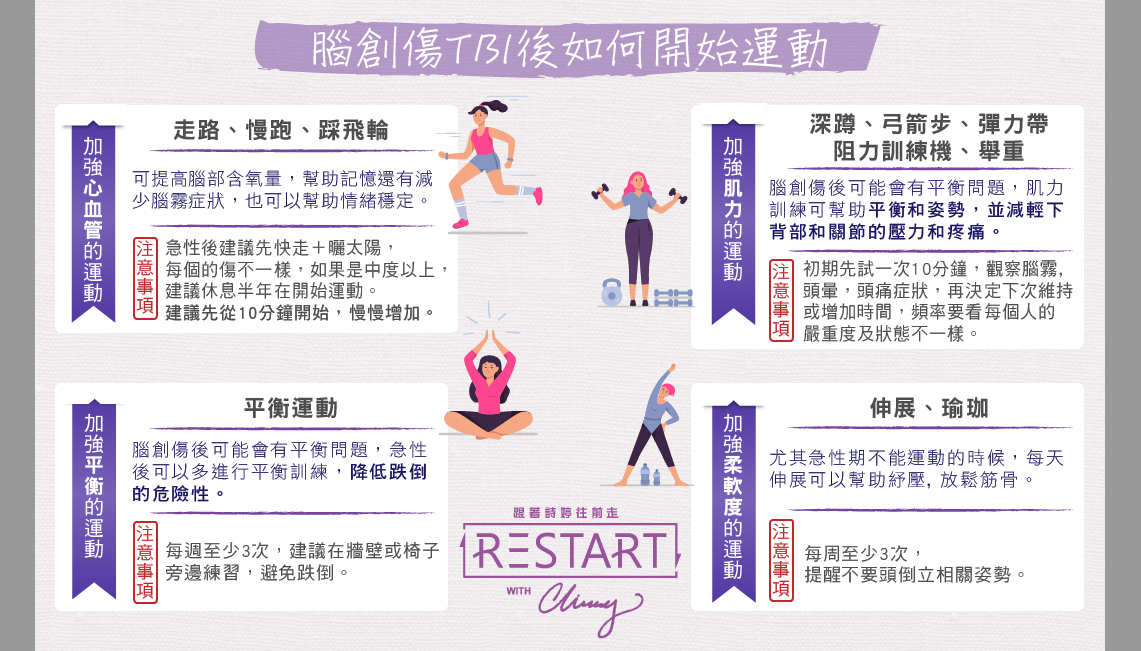 腦創傷TBI後如何開始運動
加強心血管的運動
走路、慢跑、踩飛輪
可提高腦部含氧量，幫助記憶還有減
少腦霧症狀，也可以幫助情緒穩定。
注意事項
急性後建議先快走＋曬太陽，
每個的傷不一樣，如果是中度以上，
建議休息半年在開始運動。
建議先從10分鐘開始，慢慢增加。
加強肌力的運動
深蹲、弓箭步、彈力帶
阻力訓練機、舉重
腦創傷後可能會有平衡問題，肌力
訓練可幫助平衡和姿勢，並減輕下
背部和關節的壓力和疼痛。
注意事項
初期先試一次10分鐘，觀察腦霧,
頭暈，頭痛症狀，再決定下次維持
或增加時間，頻率要看每個人的
嚴重度及狀態不一樣。
加強平衡的運動
平衡運動
腦創傷後可能會有平衡問題，急性
後可以多進行平衡訓練，降低跌倒
的危險性。
注意事項
每週至少3次，建議在牆壁或椅子
旁邊練習，避免跌倒。
加強柔軟度的運動
伸展、瑜珈
尤其急性期不能運動的時候，每天
伸展可以幫助紓壓, 放鬆筋骨。
注意事項
每周至少3次，
提醒不要頭倒立相關姿勢。
跟著詩婷往前走
RESTART
WITH